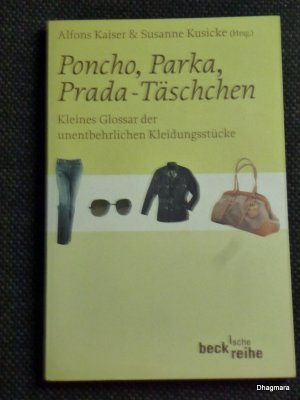 Alfons Kaiser & Susanne Kusicke (Hrsg.)
Poncho, Parka,
Prada-Täschchen
Kleines Glossar der
unentbehrlichen Kleidungsstücke
beck'sche
reihe
Dhagmara